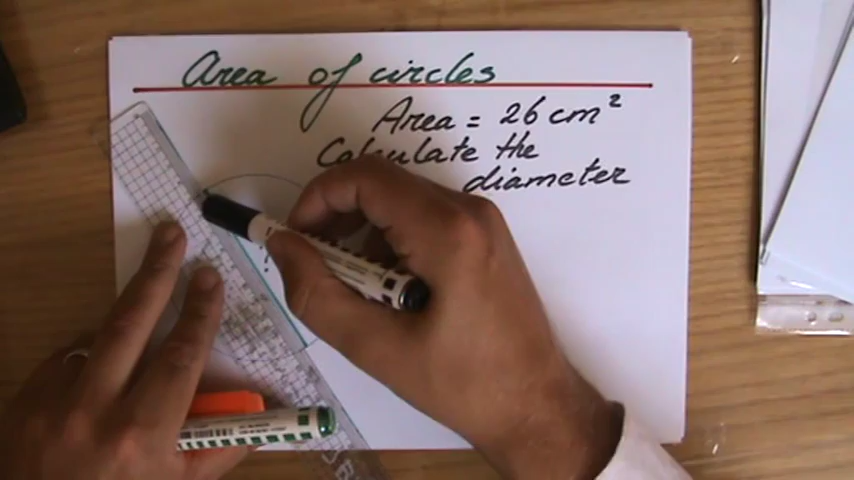 Area of circles
Area = 26 cm²
Calculate the
diameter